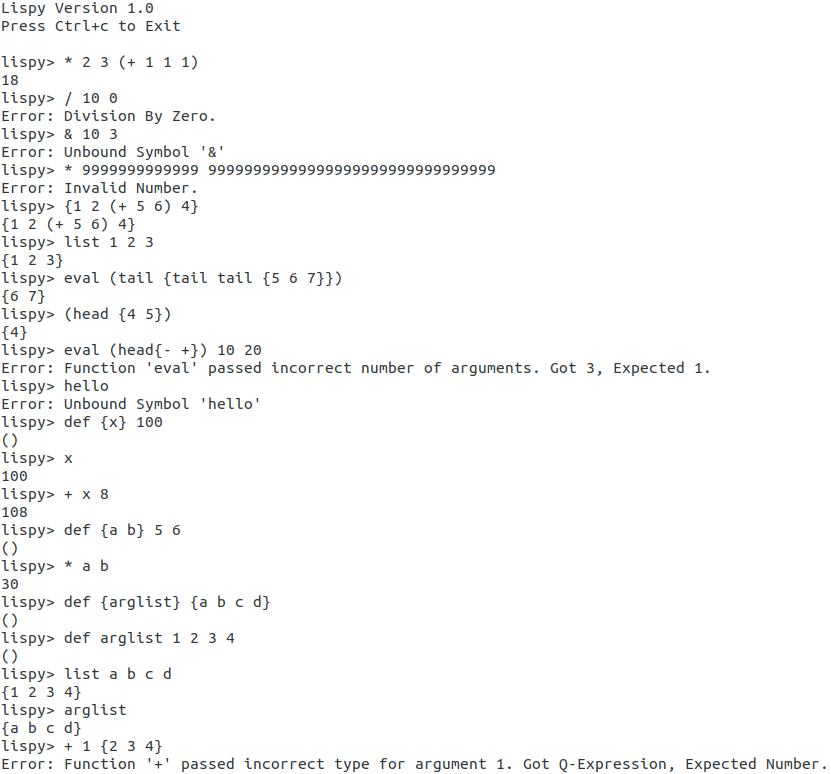 Lispy Version 1.0
Press Ctrl+c to Exit

lispy> * 2 3 (+ 1 1 1)
18
lispy> / 10 0
Error: Division By Zero.
lispy> & 10 3
Error: Unbound Symbol '&'
lispy> * 9999999999999 99999999999999999999999999999999
Error: Invalid Number.
lispy> {1 2 (+ 5 6) 4}
{1 2 (+ 5 6) 4}
lispy> list 1 2 3
{1 2 3}
lispy> eval (tail {tail tail {5 6 7}})
{6 7}
lispy> (head {4 5})
{4}
lispy> eval (head{- +}) 10 20
Error: Function 'eval' passed incorrect number of arguments. Got 3, Expected 1.
lispy> hello
Error: Unbound Symbol 'hello'
lispy> def {x} 100
()
lispy> x
100
lispy> + x 8
108
lispy> def {a b} 5 6
()
lispy> * a b
30
lispy> def {arglist} {a b c d}
()
lispy> def arglist 1 2 3 4
()
lispy> list a b c d
{1 2 3 4}
lispy> arglist
{a b c d}
lispy> + 1 {2 3 4}
Error: Function '+' passed incorrect type for argument 1. Got Q-Expression, Expected Number.